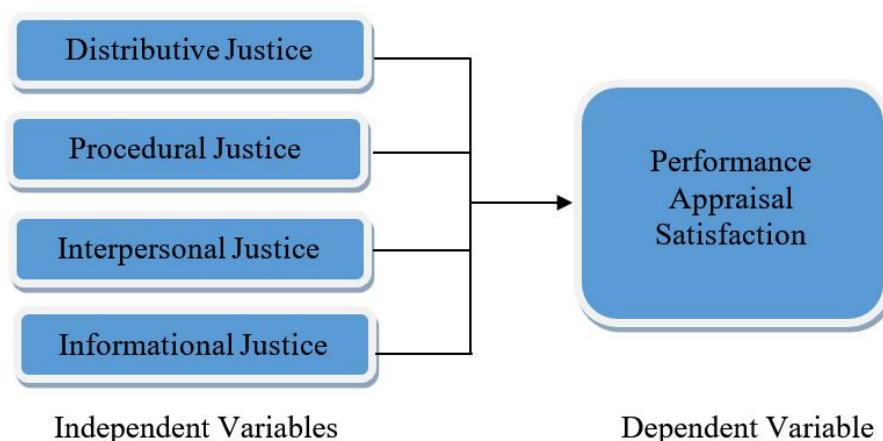 Distributive Justice
Procedural Justice
Interpersonal Justice
Informational Justice
Performance
Appraisal
Satisfaction
Independent Variables
Dependent Variable